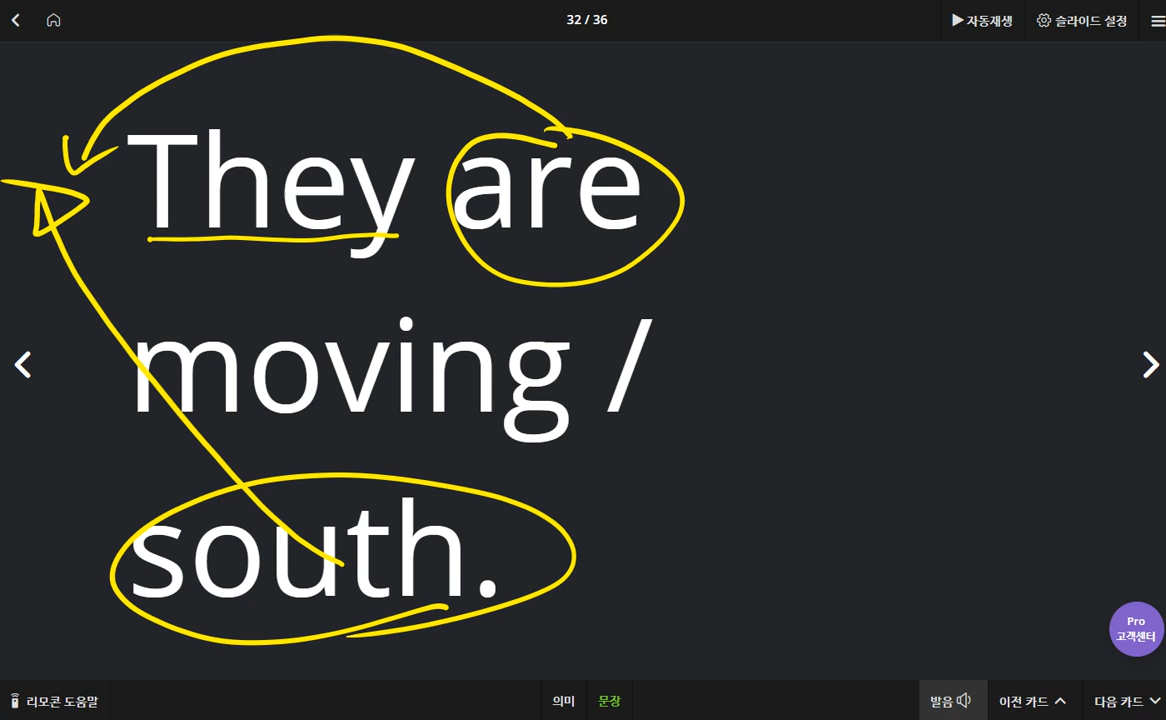 32 / 36
자동재생
슬라이드 설정
They are
moving /
south.
Pro
고객센터
리모콘 도움말
의미
문장
발음
이전 카드
다음 카드